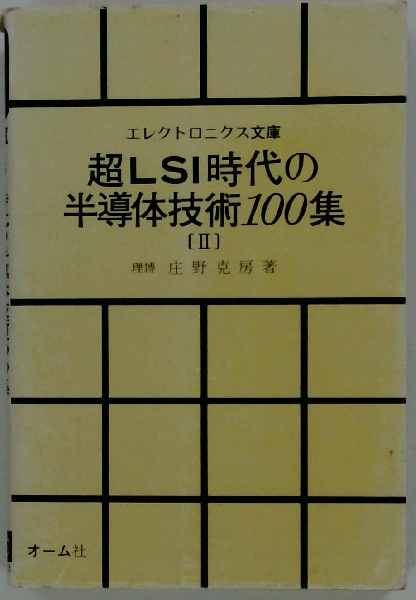 エレクトロニクス文庫
超LSI時代の
半導体技術100集
〔II〕
理博 庄野克房著
オーム社